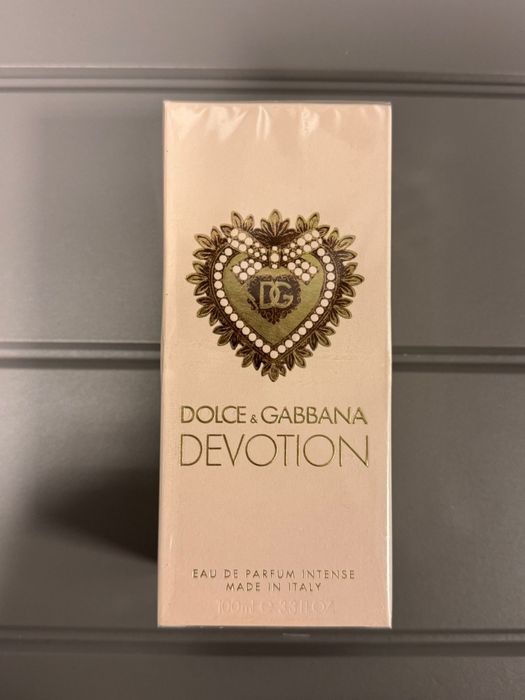 DG
DOLCE & GABBANA
DEVOTION
EAU DE PARFUM INTENSE
MADE IN ITALY
100ml ℮ 3.3 FL.OZ.